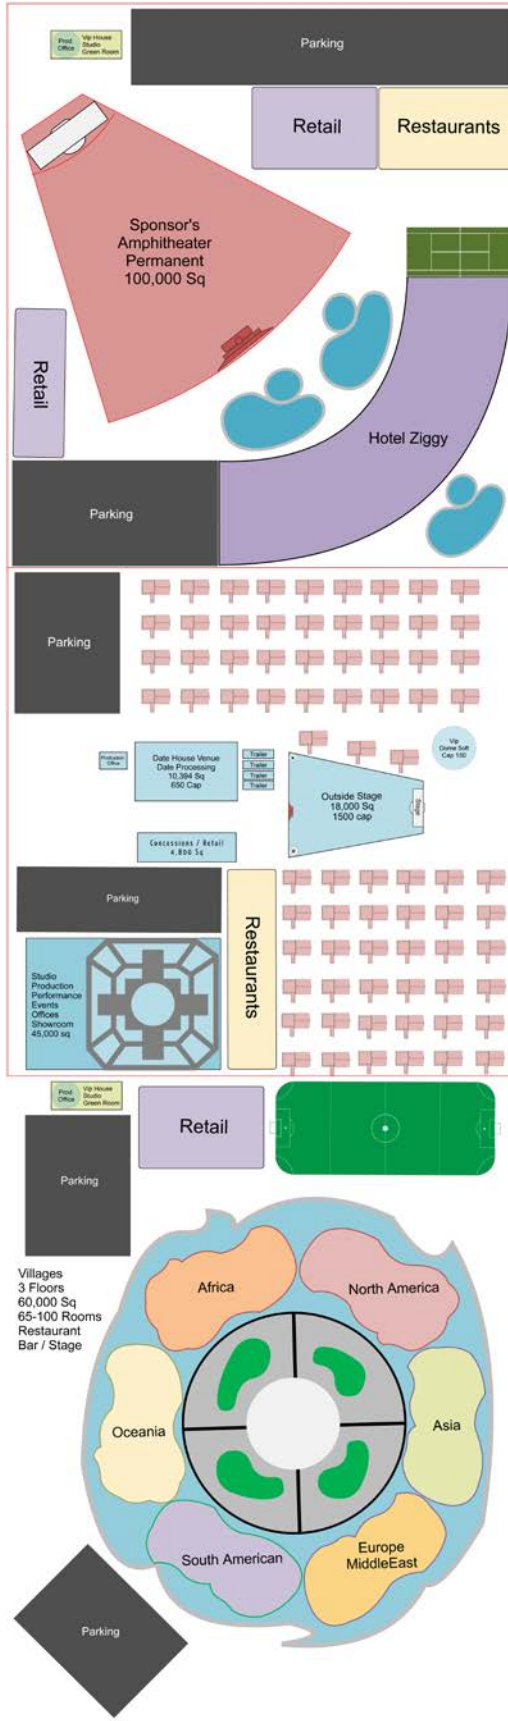 Prod
Office
Vip House
Studio
Green Room
Parking
Retail
Restaurants
Sponsor's
Amphitheater
Permanent
100,000 Sq
Retail
Hotel Ziggy
Parking
Parking
Production
Office
Date House Venue
Date Processing
10,394 Sq
650 Cap
Trailer
Trailer
Trailer
Trailer
Vip
Dome Soft
Cap 150
Outside Stage
18,000 Sq
1500 cap
Stage
Concessions / Retail
4,800 Sq
Parking
Restaurants
Studio
Production
Performance
Events
Offices
Showroom
45,000 sq
Prod
Office
Vip House
Studio
Green Room
Retail
Parking
Villages
3 Floors
60,000 Sq
65-100 Rooms
Restaurant
Bar / Stage
Africa
North America
Oceania
Asia
South American
Europe
MiddleEast
Parking